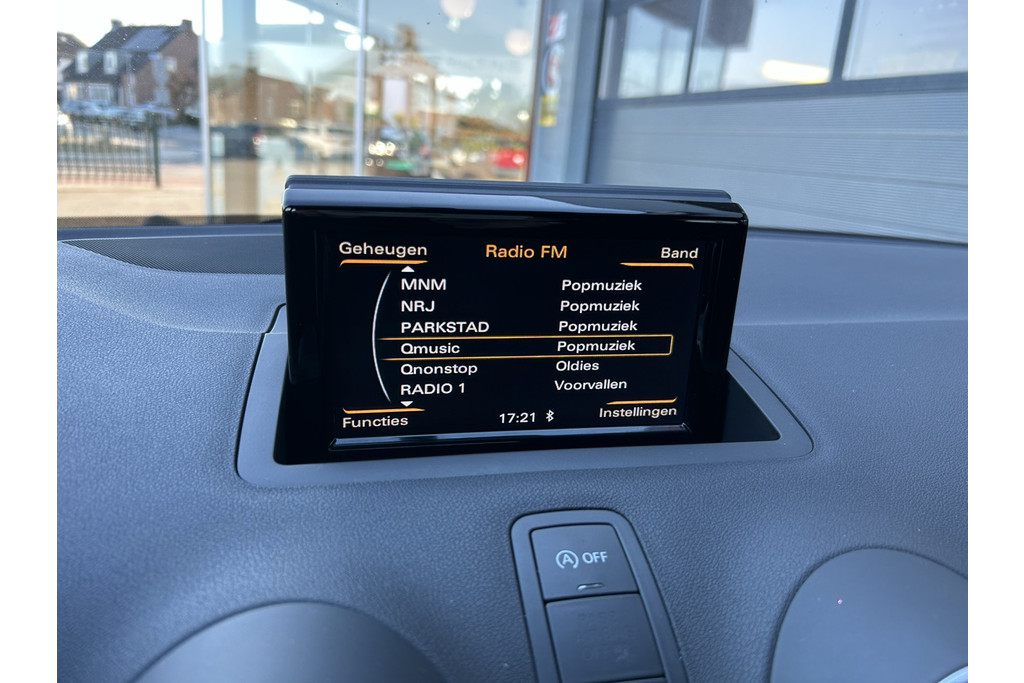 Geheugen Radio FM Band
MNM Popmuziek
NRJ Popmuziek
PARKSTAD Popmuziek
Qmusic Popmuziek
Qnonstop Oldies
RADIO 1 Voorvallen
Functies 17:21 Instellingen
A OFF